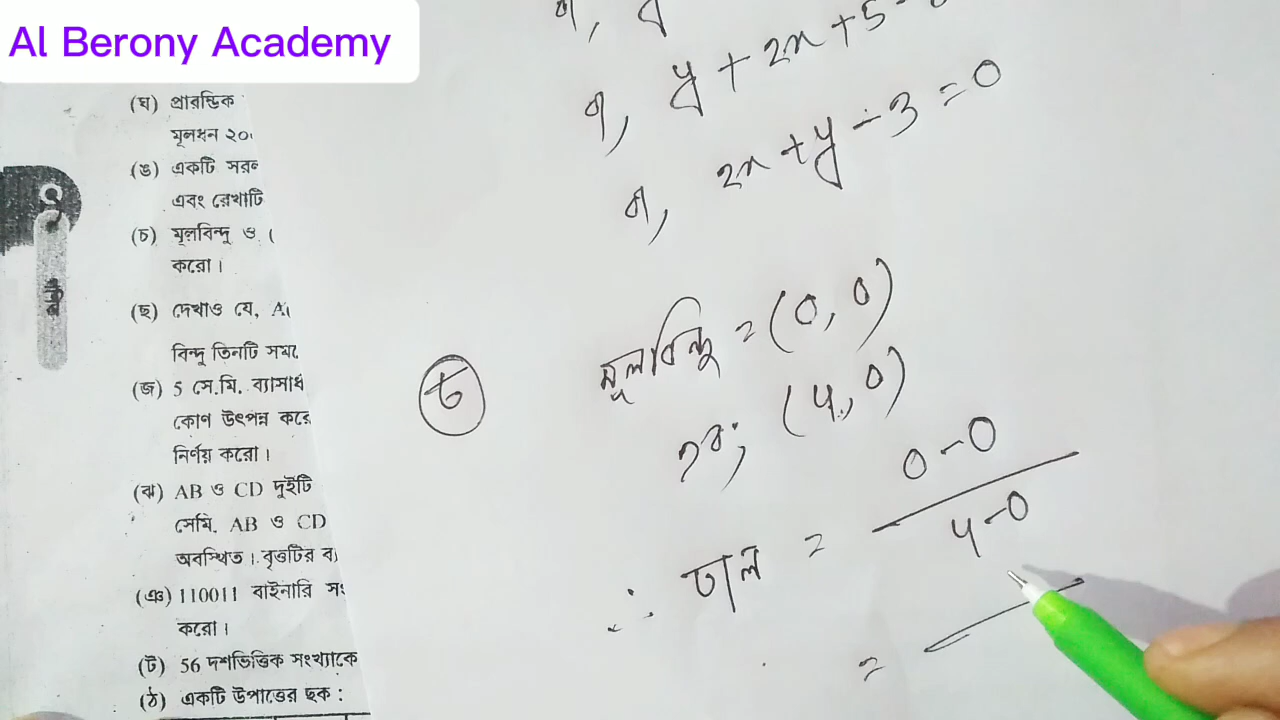 Al Berony Academy
(ঘ) প্রারম্ভিক
মূলধন ২০
(ঙ) একটি সরল
এবং রেখাটি
(চ) মূলবিন্দু ও (
করো।
(ছ) দেখাও যে, A(
বিন্দু তিনটি সমরে
(জ) 5 সে.মি. ব্যাসার্ধ
কোণ উৎপন্ন করে
নির্ণয় করো।
(ঝ) AB ও CD দুইটি
সেমি. AB ও CD
অবস্থিত। বৃত্তটির ব্য
(ঞ) 110011 বাইনারি সং
করো।
(ট) 56 দশভিত্তিক সংখ্যাকে
(ঠ) একটি উপাত্তের ছক :
বা, y
বা, y + 2x + 5 -
বা, 2x + y - 3 = 0
চ
মূলবিন্দু = (0, 0)
এবং (4, 0)
∴ ঢাল = 0-0
4-0
=